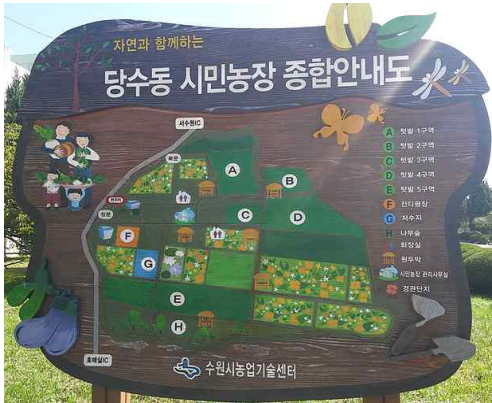 자연과 함께하는
당수동 시민농장 종합안내도
서수원IC
북문
정문
호매실IC
A
B
C
D
E
F
G
H
A 텃밭 1구역
B 텃밭 2구역
C 텃밭 3구역
D 텃밭 4구역
E 텃밭 5구역
F 잔디광장
G 저수지
H 나무숲
화장실
원두막
시민농장 관리사무실
경관단지
수원시농업기술센터